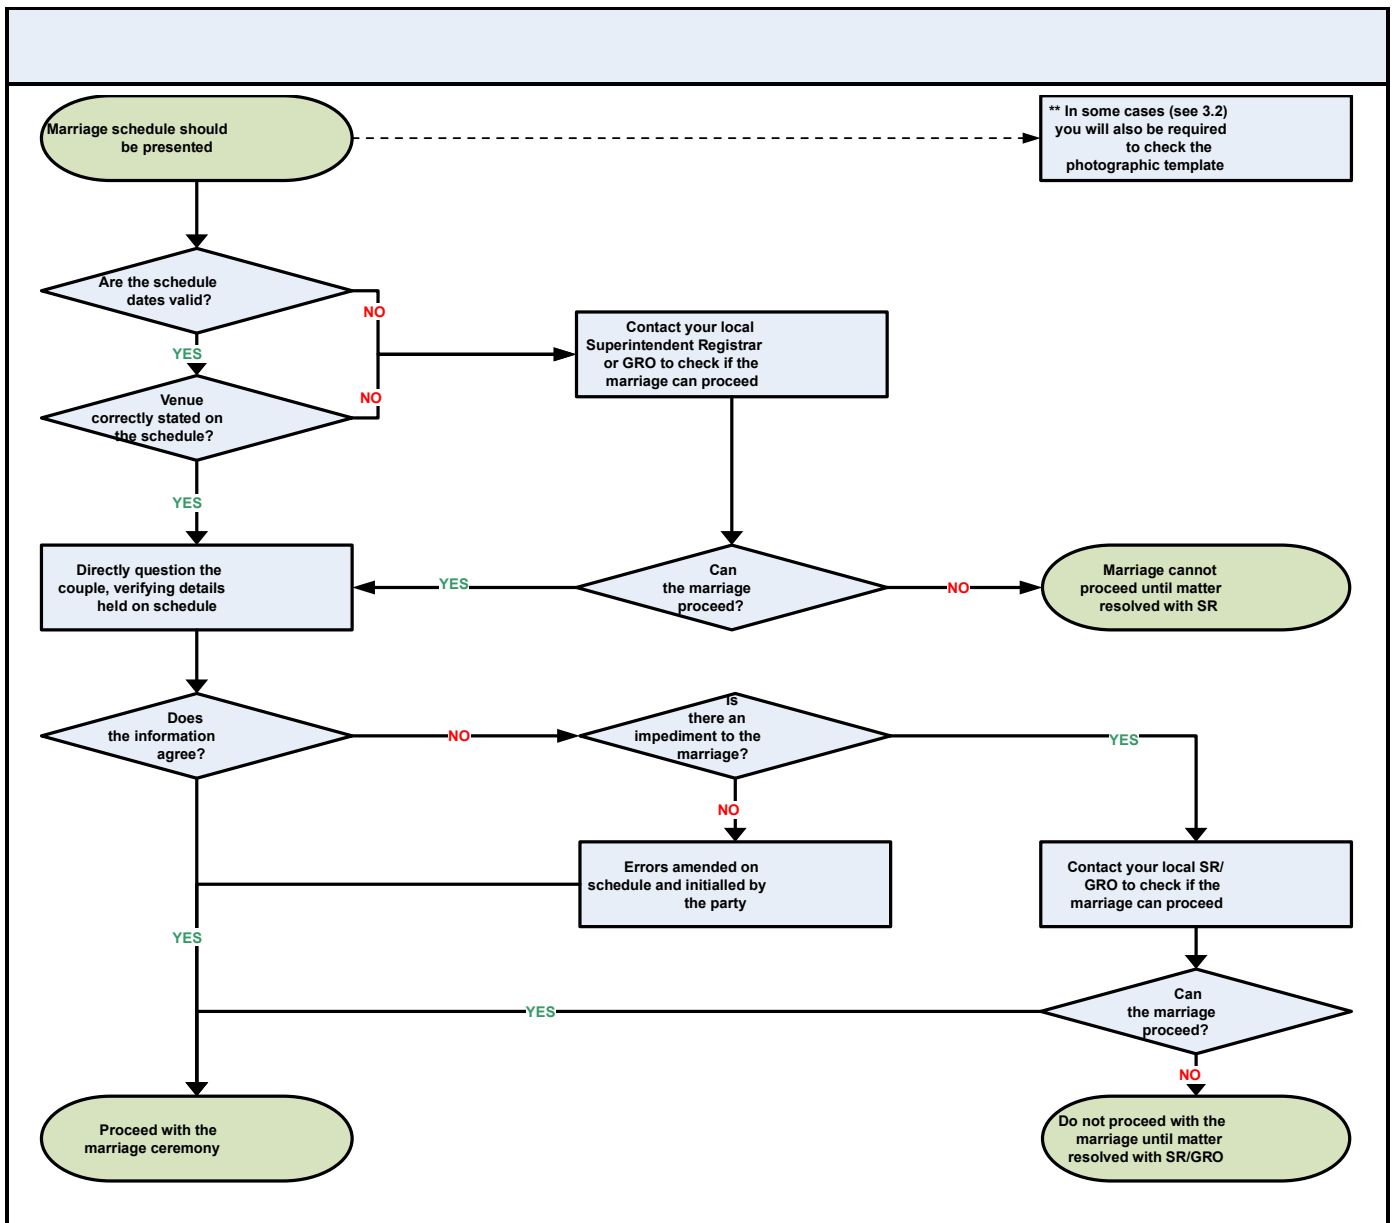 Marriage schedule should
be presented
** In some cases (see 3.2)
you will also be required
to check the
photographic template
Are the schedule
dates valid?
NO
YES
Contact your local
Superintendent Registrar
or GRO to check if the
marriage can proceed
Venue
correctly stated on
the schedule?
NO
YES
Directly question the
couple, verifying details
held on schedule
YES
Can
the marriage
proceed?
NO
Marriage cannot
proceed until matter
resolved with SR
Does
the information
agree?
NO
Is
there an
impediment to the
marriage?
YES
NO
Errors amended on
schedule and initialled by
the party
Contact your local SR/
GRO to check if the
marriage can proceed
YES
YES
Can
the marriage
proceed?
NO
Proceed with the
marriage ceremony
Do not proceed with the
marriage until matter
resolved with SR/GRO